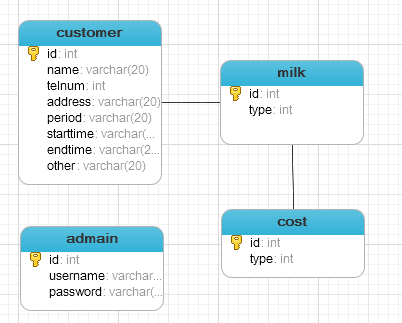 customer
id: int
name: varchar(20)
telnum: int
address: varchar(20)
period: varchar(20)
starttime: varchar(...
endtime: varchar(2...
other: varchar(20)
milk
id: int
type: int
admain
id: int
username: varchar...
password: varchar(...
cost
id: int
type: int